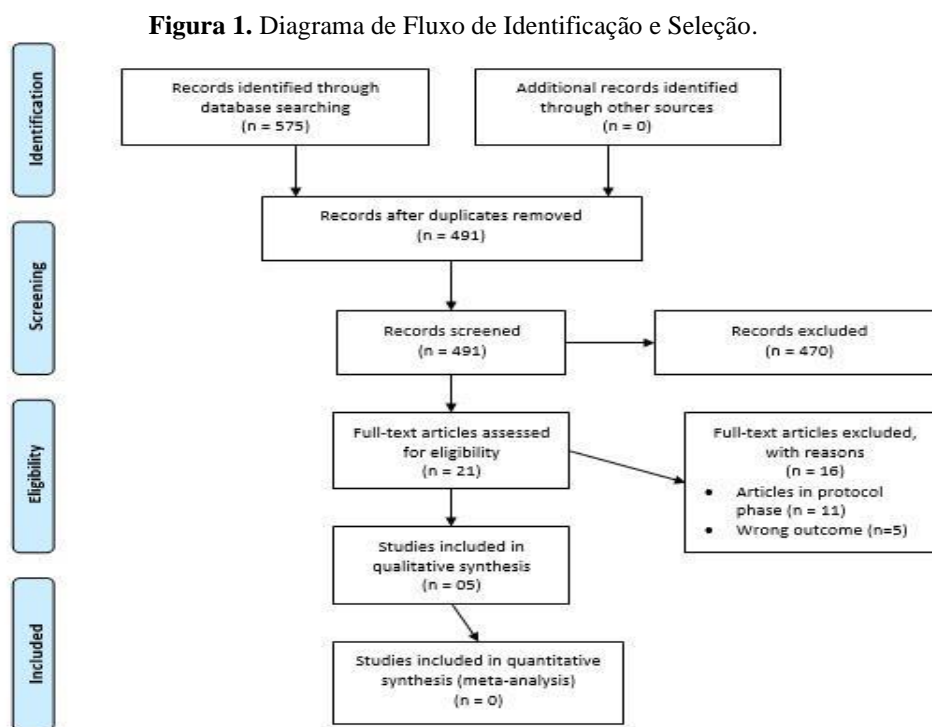 Figura 1. Diagrama de Fluxo de Identificação e Seleção.
Identification
Records identified through
database searching
(n = 575)
Additional records identified
through other sources
(n = 0)
Records after duplicates removed
(n = 491)
Screening
Records screened
(n = 491)
Records excluded
(n = 470)
Eligibility
Full-text articles assessed
for eligibility
(n = 21)
Full-text articles excluded,
with reasons
(n = 16)
• Articles in protocol
phase (n = 11)
• Wrong outcome (n=5)
Studies included in
qualitative synthesis
(n = 05)
Included
Studies included in quantitative
synthesis (meta-analysis)
(n = 0)